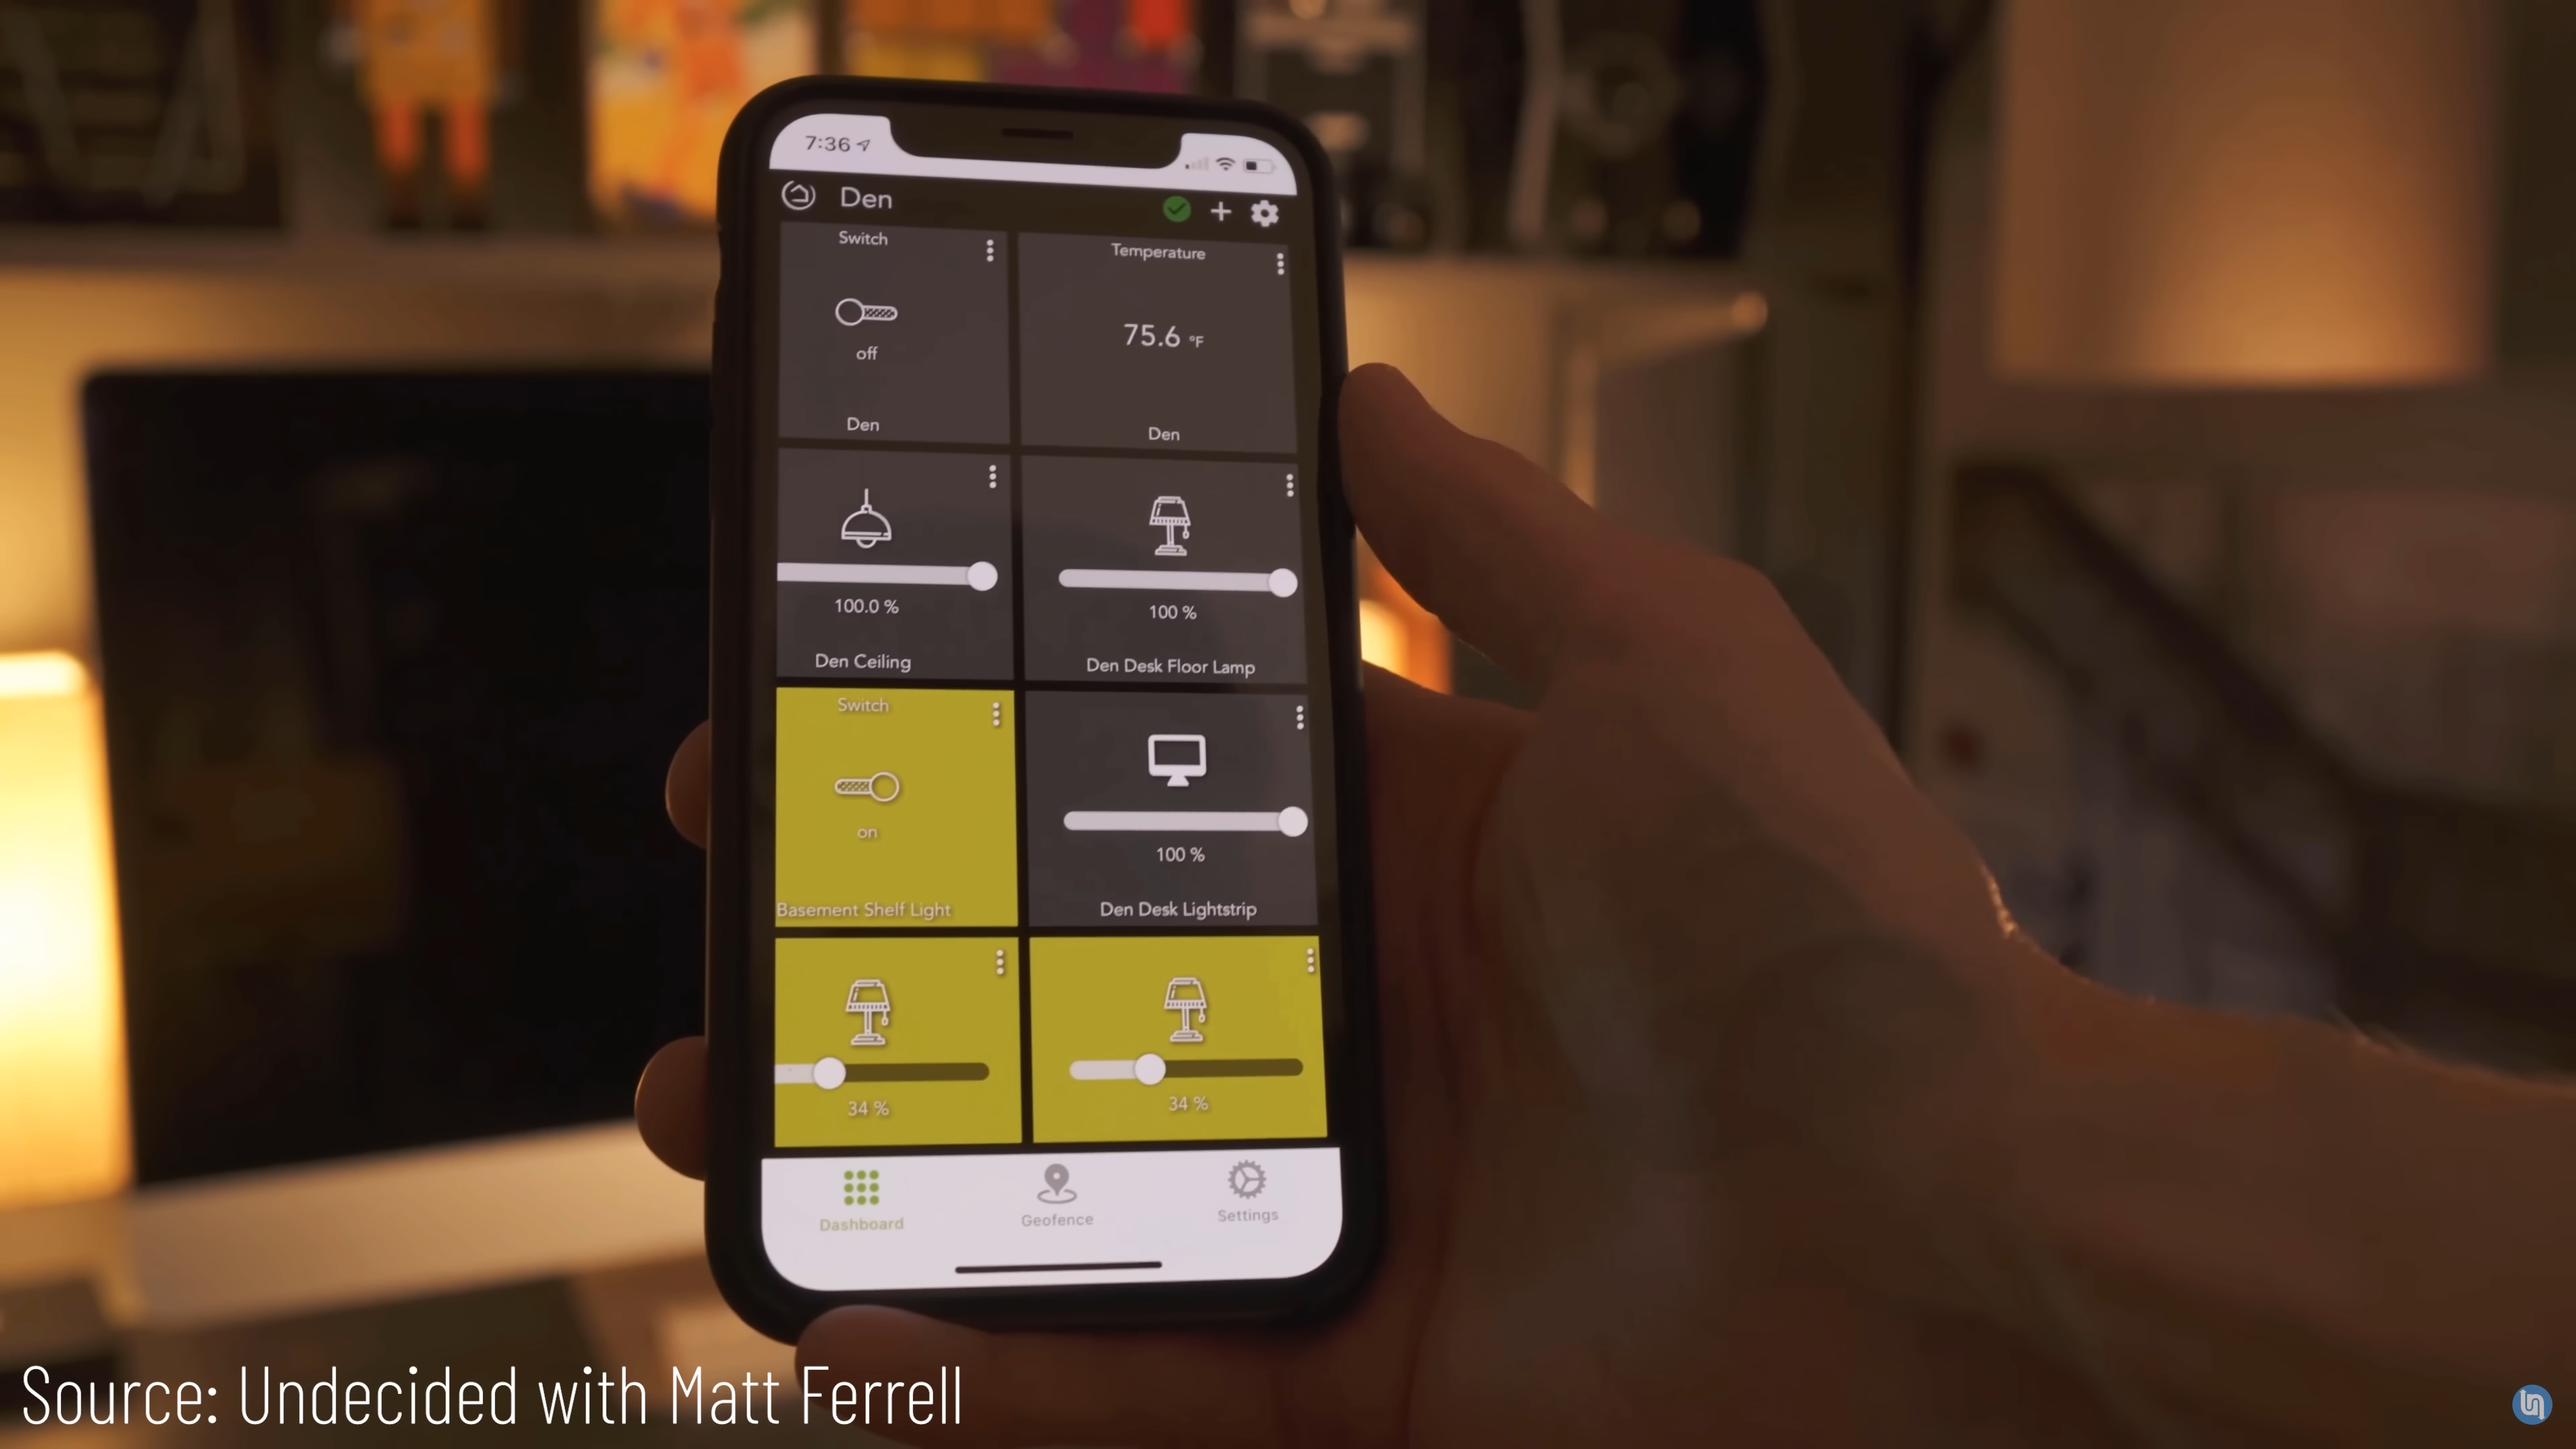 7:36
Den
Switch
off
Den
Temperature
75.6 °F
Den
100.0 %
Den Ceiling
100 %
Den Desk Floor Lamp
Switch
on
Basement Shelf Light
100 %
Den Desk Lightstrip
34 %
34 %
Dashboard
Geofence
Settings
Source: Undecided with Matt Ferrell